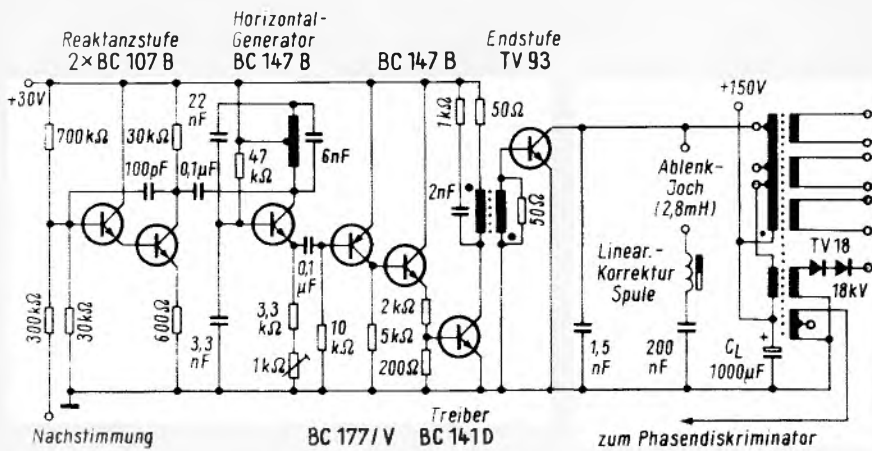 Reaktanzstufe
2× BC 107 B
Horizontal-
Generator
BC 147 B
BC 147 B
Endstufe
TV 93
+30V
700kΩ
30kΩ
22
nF
47
kΩ
6nF
100pF
0,1µF
1kΩ
50Ω
2nF
50Ω
+150V
Ablenk-
Joch
(2,8mH)
Linear.-
Korrektur
Spule
TV 18
18kV
300kΩ
30kΩ
600Ω
3,3
nF
3,3
kΩ
1kΩ
0,1
µF
10
kΩ
5kΩ
2kΩ
200Ω
1,5
nF
200
nF
+
CL
1000µF
Nachstimmung
BC 177/V
Treiber
BC 141 D
zum Phasendiskriminator